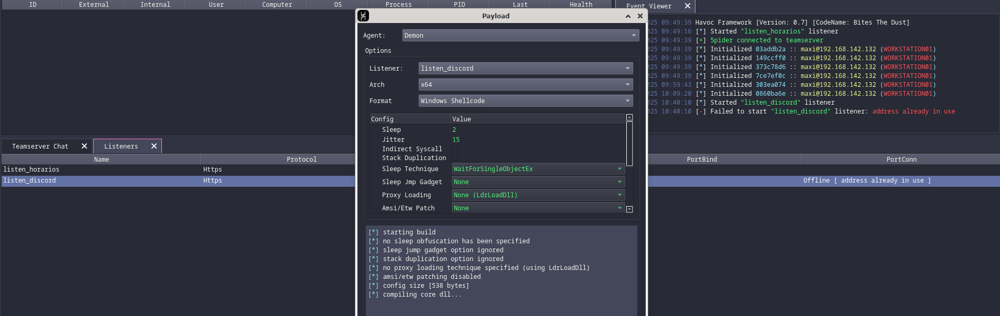 ID External Internal User Computer OS Process PID Last Health
Event Viewer
Payload
Agent: Demon
Options
Listener: listen_discord
Arch x64
Format Windows Shellcode
Config Value
Sleep 2
Jitter 15
Indirect Syscall
Stack Duplication
Sleep Technique WaitForSingleObjectEx
Sleep Jmp Gadget None
Proxy Loading None (LdrLoadDll)
Amsi/Etw Patch None
[*] starting build
[*] no sleep obfuscation has been specified
[*] sleep jump gadget option ignored
[*] stack duplication option ignored
[*] no proxy loading technique specified (using LdrLoadDll)
[*] amsi/etw patching disabled
[*] config size [538 bytes]
[*] compiling core dll...
025 09:49:39 Havoc Framework [Version: 0.7] [CodeName: Bites The Dust]
025 09:49:16 [*] Started "listen_horarios" listener
025 09:49:39 [+] 5pider connected to teamserver
025 09:49:39 [*] Initialized 03addb2a :: maxi@192.168.142.132 (WORKSTATION01)
025 09:49:39 [*] Initialized 149ccff0 :: maxi@192.168.142.132 (WORKSTATION01)
025 09:49:39 [*] Initialized 373c78d6 :: maxi@192.168.142.132 (WORKSTATION01)
025 09:49:39 [*] Initialized 7ce7ef0c :: maxi@192.168.142.132 (WORKSTATION01)
025 09:59:43 [*] Initialized 303ea074 :: maxi@192.168.142.132 (WORKSTATION01)
025 10:09:20 [*] Initialized 0860ba6e :: maxi@192.168.142.132 (WORKSTATION01)
025 10:40:10 [*] Started "listen_discord" listener
025 10:40:10 [-] Failed to start "listen_discord" listener: address already in use
Teamserver Chat Listeners
Name Protocol PortBind PortConn
listen_horarios Https
listen_discord Https Offline [ address already in use ]